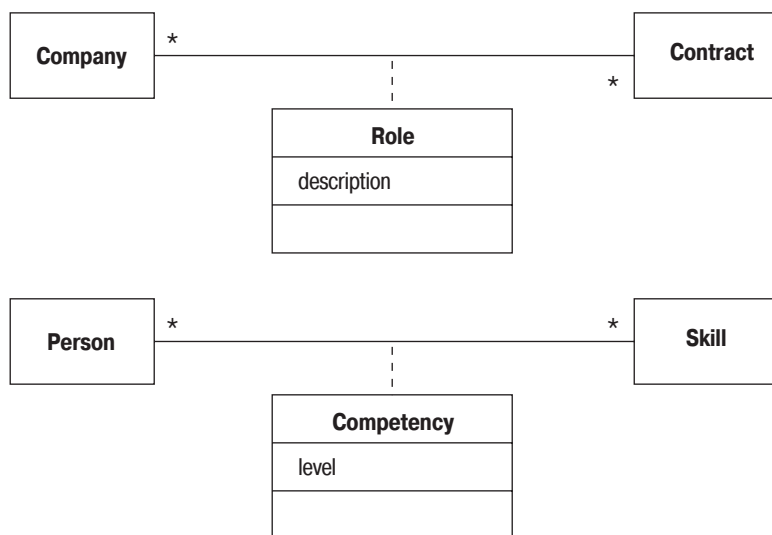 Company * Contract
*
Role
description
Person * * Skill
Competency
level